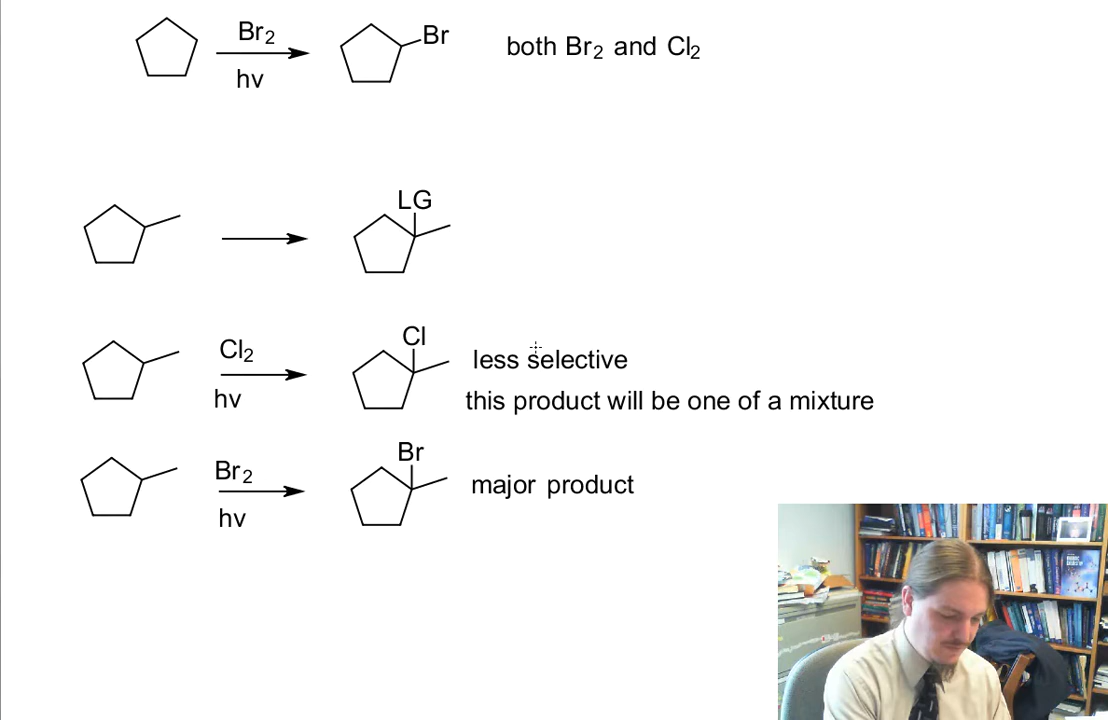 Br2
hv
Br
both Br2 and Cl2
LG
Cl2
hv
Cl
less selective
this product will be one of a mixture
Br2
hv
Br
major product